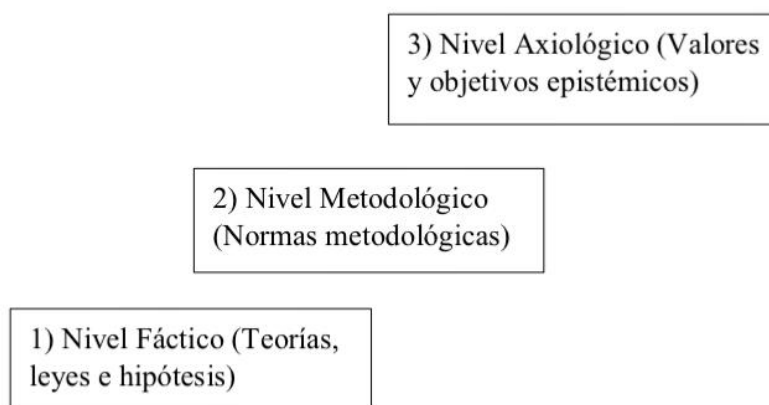 3) Nivel Axiológico (Valores
y objetivos epistémicos)
2) Nivel Metodológico
(Normas metodológicas)
1) Nivel Fáctico (Teorías,
leyes e hipótesis)